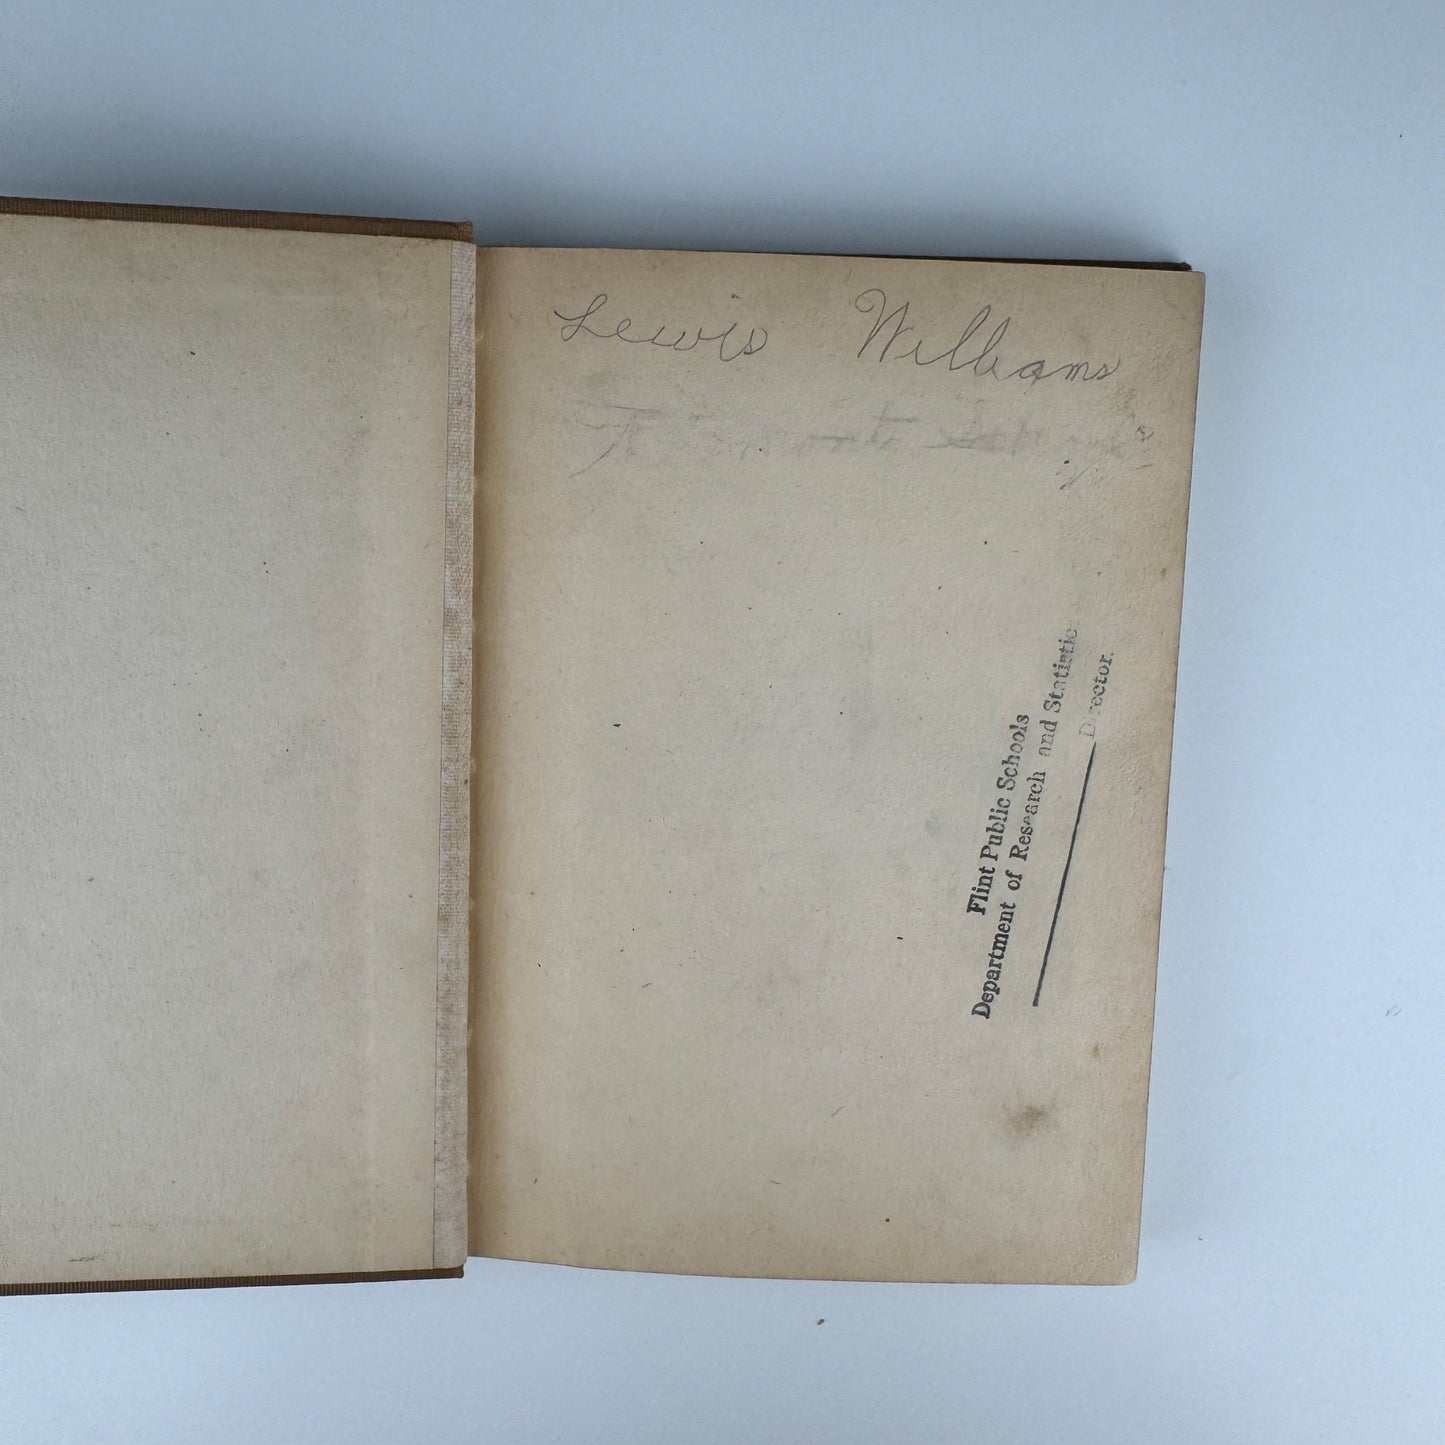 Lewis Williams
Flint Public Schools
Department of Research and Statistic
Director.